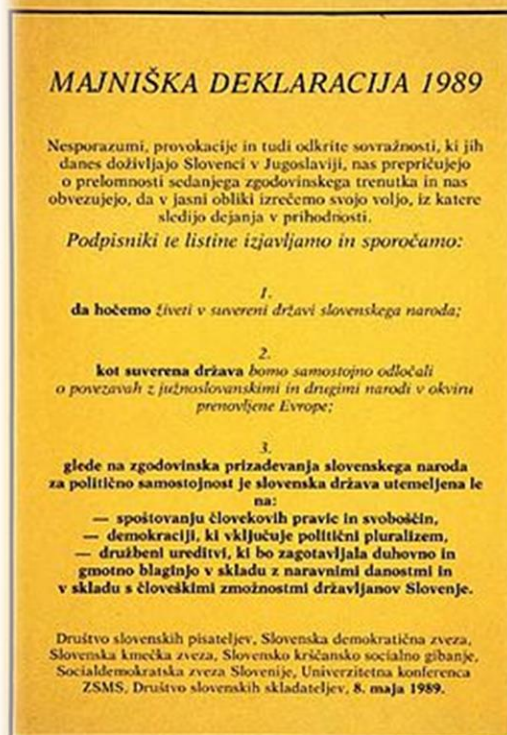 MAJNIŠKA DEKLARACIJA 1989
Nesporazumi, provokacije in tudi odkrite sovražnosti, ki jih
danes doživljajo Slovenci v Jugoslaviji, nas prepričujejo
o prelomnosti sedanjega zgodovinskega trenutka in nas
obvezujejo, da v jasni obliki izrečemo svojo voljo, iz katere
sledijo dejanja v prihodnosti.
Podpisniki te listine izjavljamo in sporočamo:
1.
da hočemo živeti v suvereni državi slovenskega naroda;
2.
kot suverena država bomo samostojno odločali
o povezavah z južnoslovanskimi in drugimi narodi v okviru
prenovljene Evrope;
3.
glede na zgodovinska prizadevanja slovenskega naroda
za politično samostojnost je slovenska država utemeljena le
na:
— spoštovanju človekovih pravic in svoboščin,
— demokraciji, ki vključuje politični pluralizem,
— družbeni ureditvi, ki bo zagotavljala duhovno in
gmotno blaginjo v skladu z naravnimi danostmi in
v skladu s človeškimi zmožnostmi državljanov Slovenje.
Društvo slovenskih pisateljev, Slovenska demokratična zveza,
Slovenska kmečka zveza, Slovensko krščansko socialno gibanje,
Socialdemokratska zveza Slovenije, Univerzitetna konferenca
ZSMS, Društvo slovenskih skladateljev, 8. maja 1989.